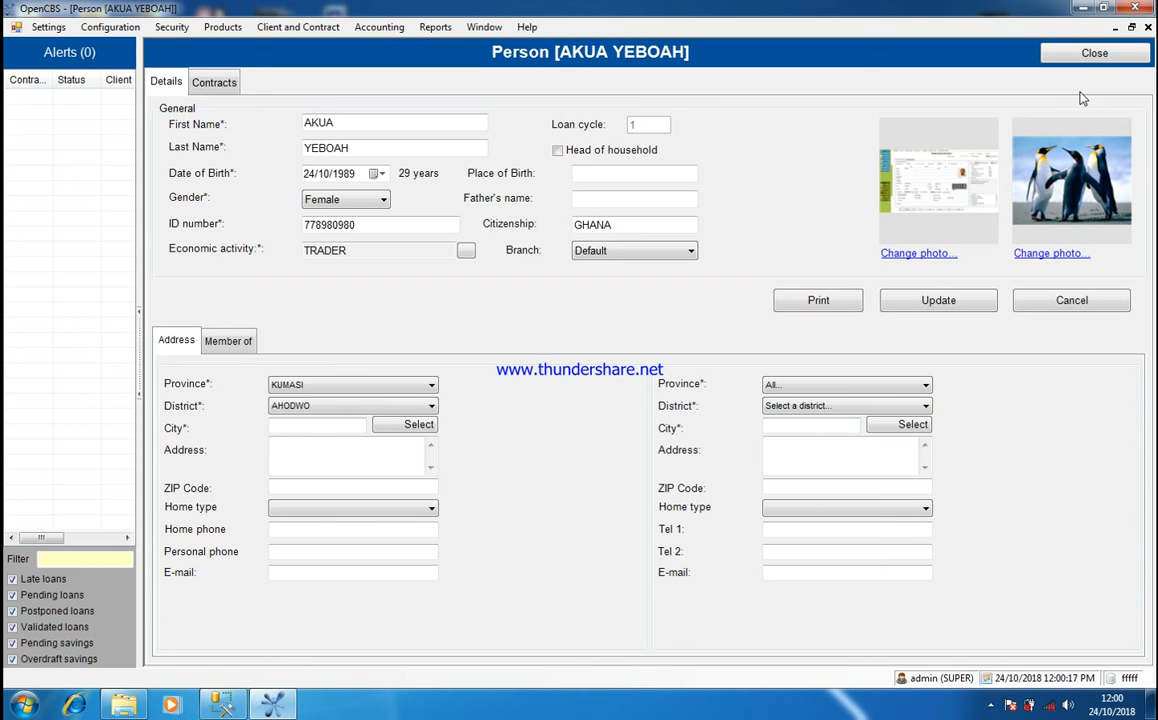 OpenCBS - [Person [AKUA YEBOAH]]
Settings Configuration Security Products Client and Contract Accounting Reports Window Help
Alerts (0)
Person [AKUA YEBOAH]
Close
Contra... Status Client
Details Contracts
General
First Name*: AKUA Loan cycle: 1
Last Name*: YEBOAH Head of household
Date of Birth*: 24/10/1989 29 years Place of Birth:
Gender*: Female Father's name:
ID number*: 778980980 Citizenship: GHANA
Economic activity:*: TRADER Branch: Default
Change photo... Change photo...
Print Update Cancel
Address Member of
www.thundershare.net
Province*: KUMASI Province*: All...
District*: AHODWO District*: Select a district...
City*: Select City*: Select
Address: Address:
ZIP Code: ZIP Code:
Home type Home type
Home phone Tel 1:
Personal phone Tel 2:
E-mail: E-mail:
Filter
Late loans
Pending loans
Postponed loans
Validated loans
Pending savings
Overdraft savings
admin (SUPER) 24/10/2018 12:00:17 PM fffff
12:00
24/10/2018